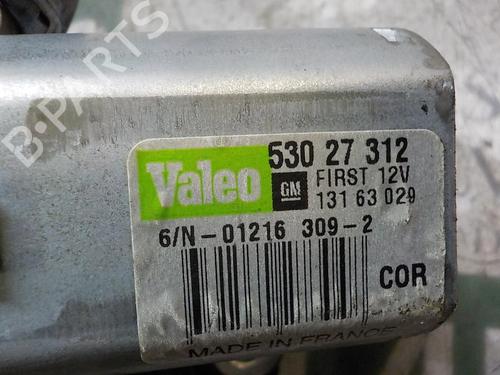 B-PARTS
Valeo
530 27 312
GM
FIRST 12V
131 63 029
6/N-01216 309-2
COR
MADE IN FRANCE